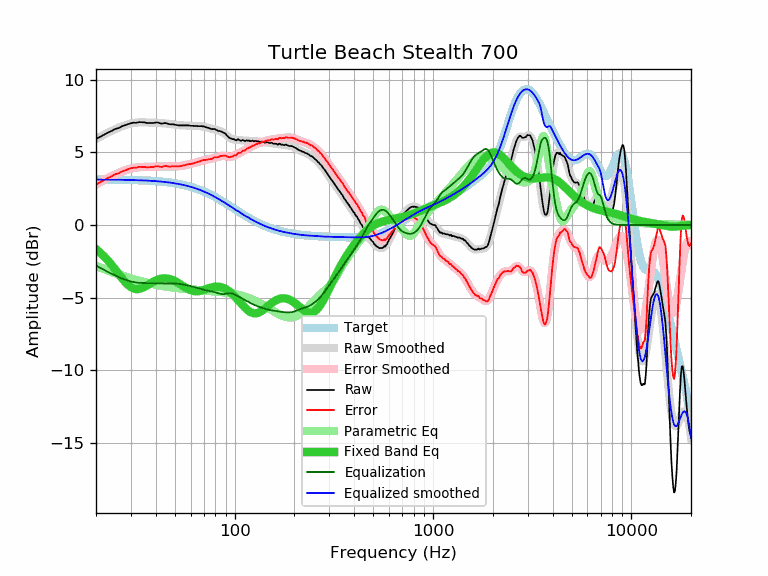 Turtle Beach Stealth 700
Amplitude (dBr)
10
5
0
−5
−10
−15
Target
Raw Smoothed
Error Smoothed
Raw
Error
Parametric Eq
Fixed Band Eq
Equalization
Equalized smoothed
100
1000
10000
Frequency (Hz)